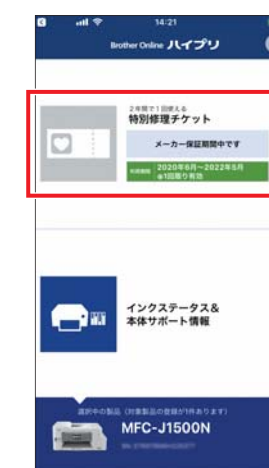 14:21
Brother Online ハイプリ
2年間で1回使える
特別修理チケット
メーカー保証期間中です
利用期間 2020年6月〜2022年5月
※1回限り有効
インクステータス&
本体サポート情報
選択中の製品(対象製品の登録が1件あります)
MFC-J1500N